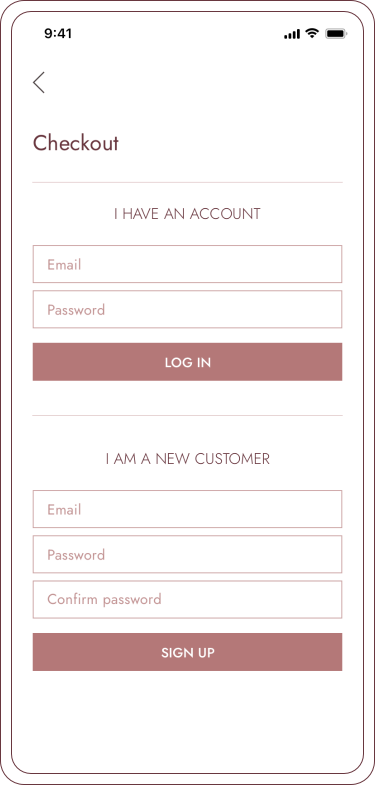 9:41
Checkout
I HAVE AN ACCOUNT
Email
Password
LOG IN
I AM A NEW CUSTOMER
Email
Password
Confirm password
SIGN UP